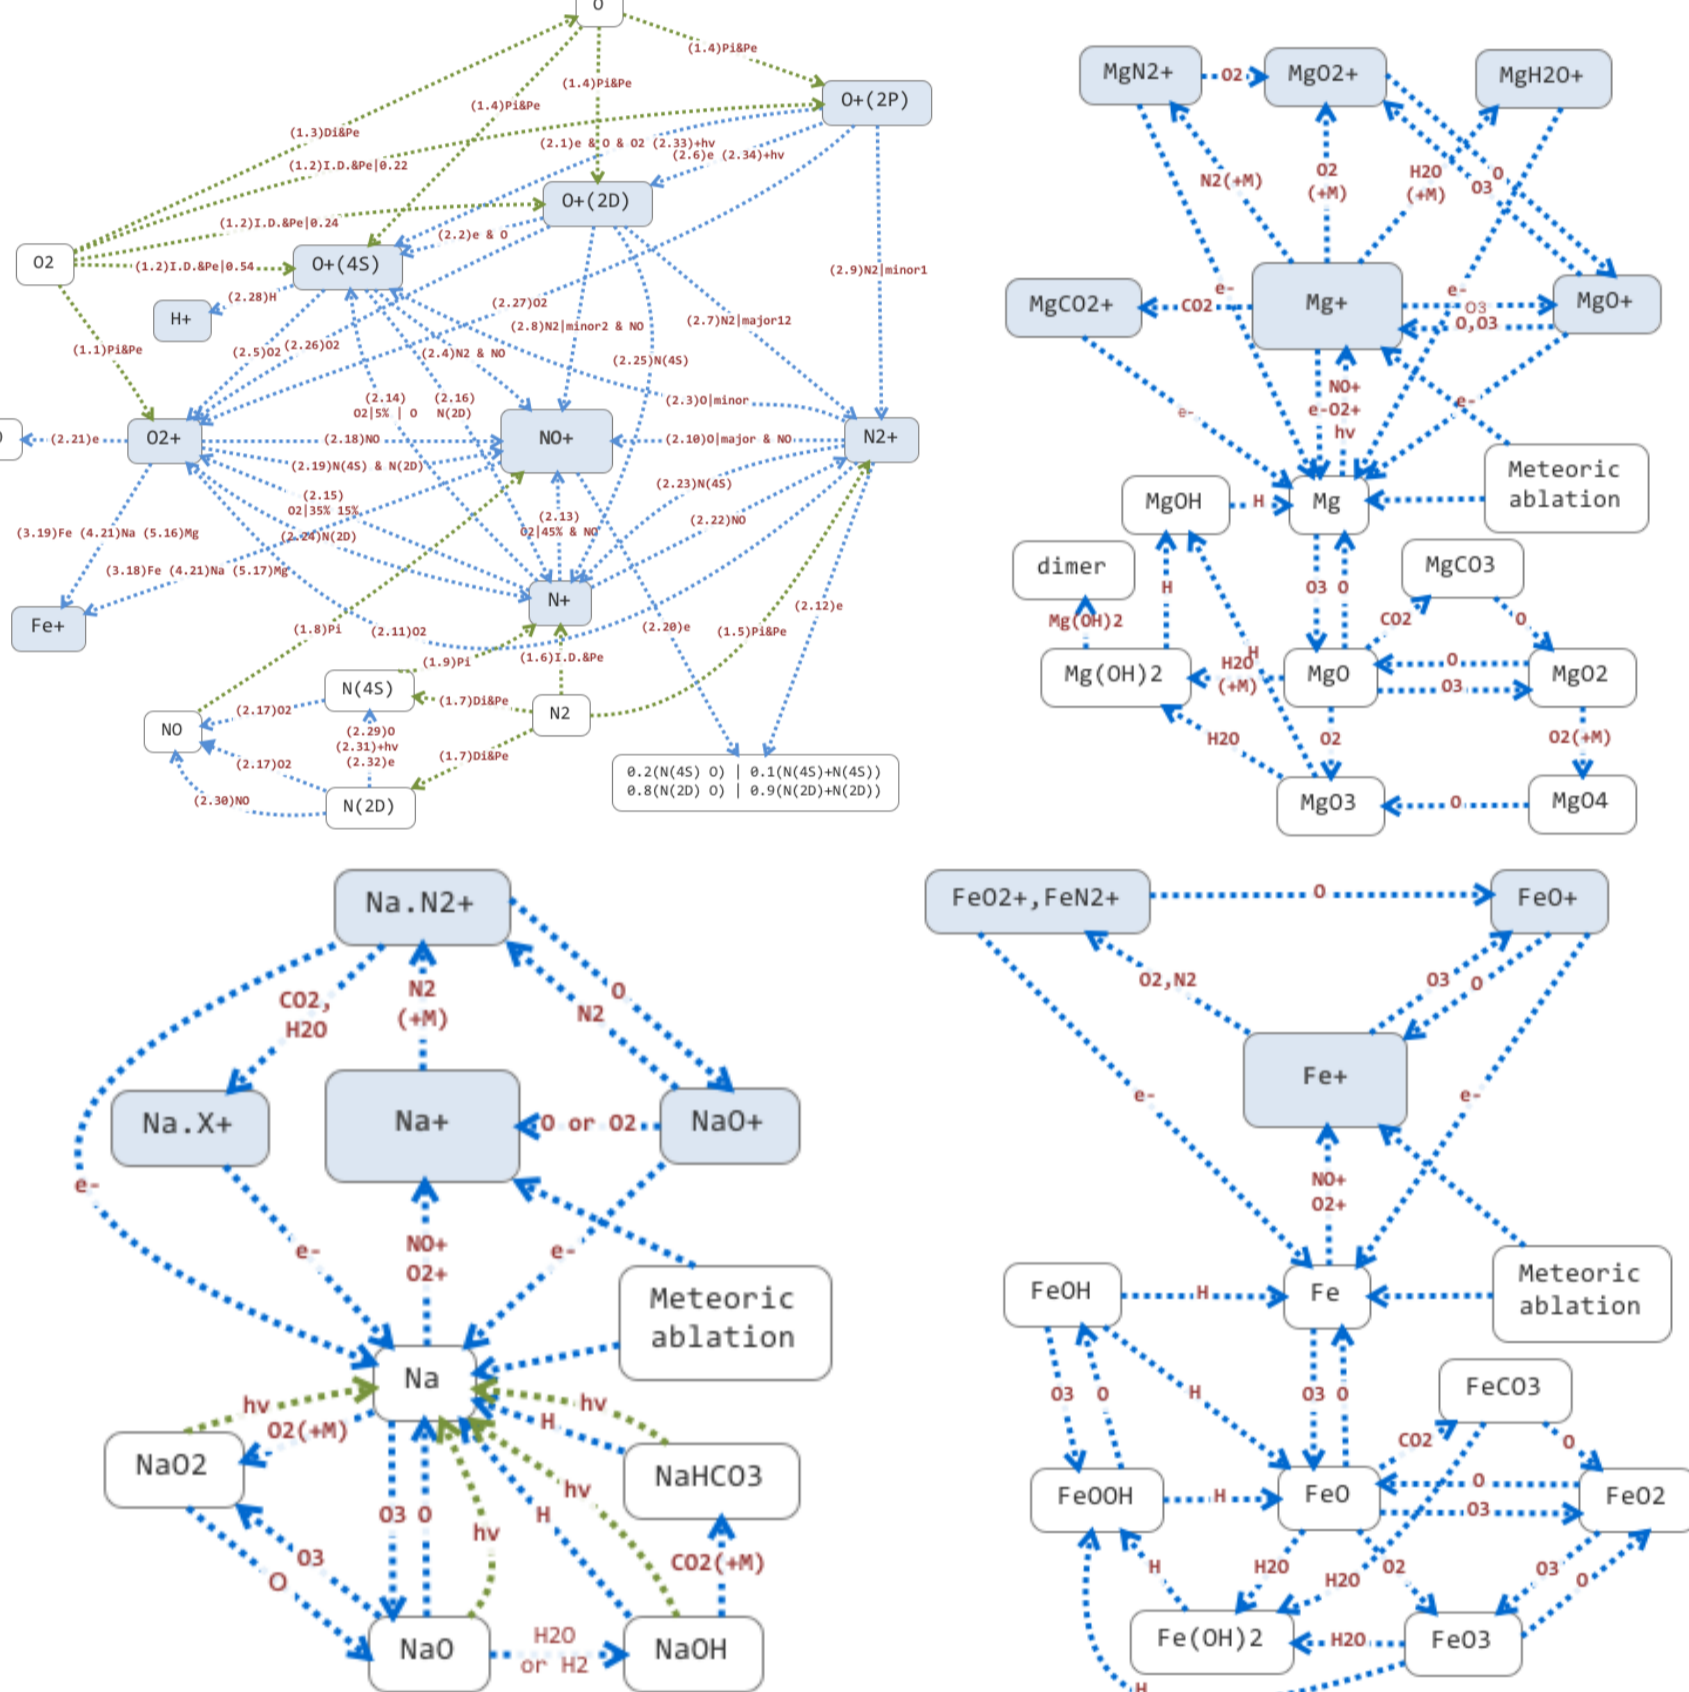 O
(1.4)Pi&Pe
(1.4)Pi&Pe
O+(2P)
(1.4)Pi&Pe
(1.3)Di&Pe
(2.1)e & O & O2 (2.33)+hv
(2.6)e (2.34)+hv
(1.2)I.D.&Pe|0.22
O+(2D)
(1.2)I.D.&Pe|0.24
(2.2)e & O
O2
O+(4S)
(1.2)I.D.&Pe|0.54
(2.9)N2|minor1
(2.28)H
(2.27)O2
H+
(2.8)N2|minor2 & NO
(2.7)N2|major12
(1.1)Pi&Pe
(2.5)O2
(2.26)O2
(2.4)N2 & NO
(2.25)N(4S)
(2.14)
O2|5% | O
(2.16)
N(2D)
(2.3)O|minor
(2.21)e
O2+
(2.18)NO
NO+
(2.10)O|major & NO
N2+
(2.19)N(4S) & N(2D)
(2.15)
O2|35% 15%
(2.23)N(4S)
(2.13)
O2|45% & NO
(2.22)NO
(3.19)Fe (4.21)Na (5.16)Mg
(2.24)N(2D)
(3.18)Fe (4.21)Na (5.17)Mg
N+
Fe+
(2.12)e
(1.8)Pi
(2.11)O2
(2.20)e
(1.5)Pi&Pe
(1.9)Pi
(1.6)I.D.&Pe
N(4S)
(1.7)Di&Pe
N2
(2.17)O2
NO
(2.29)O
(2.31)+hv
(2.32)e
(2.17)O2
(1.7)Di&Pe
(2.30)NO
N(2D)
0.2(N(4S) O) | 0.1(N(4S)+N(4S))
0.8(N(2D) O) | 0.9(N(2D)+N(2D))
MgN2+
O2
MgO2+
MgH2O+
N2(+M)
O2
(+M)
H2O
(+M)
O
O3
MgCO2+
CO2
e-
Mg+
e-
O3
O,O3
MgO+
NO+
e-O2+
hv
e-
e-
Meteoric
ablation
MgOH
H
Mg
dimer
MgCO3
Mg(OH)2
H
O3
O
CO2
O
H
Mg(OH)2
H2O
(+M)
MgO
O
O3
MgO2
H2O
O2
O2(+M)
MgO3
O
MgO4
Na.N2+
CO2,
H2O
N2
(+M)
O
N2
Na.X+
Na+
O or O2
NaO+
e-
e-
NO+
O2+
e-
Meteoric
ablation
Na
hv
O2(+M)
hv
H
NaO2
NaHCO3
O3
O
hv
hv
H
CO2(+M)
O3
O
NaO
H2O
or H2
NaOH
FeO2+,FeN2+
O
FeO+
O2,N2
O3
O
Fe+
e-
e-
NO+
O2+
Meteoric
ablation
FeOH
H
Fe
O3
O
H
O3
O
FeCO3
CO2
O
FeOOH
H
FeO
O
O3
FeO2
H
H2O
H2O
O2
O3
O
Fe(OH)2
H2O
FeO3
H